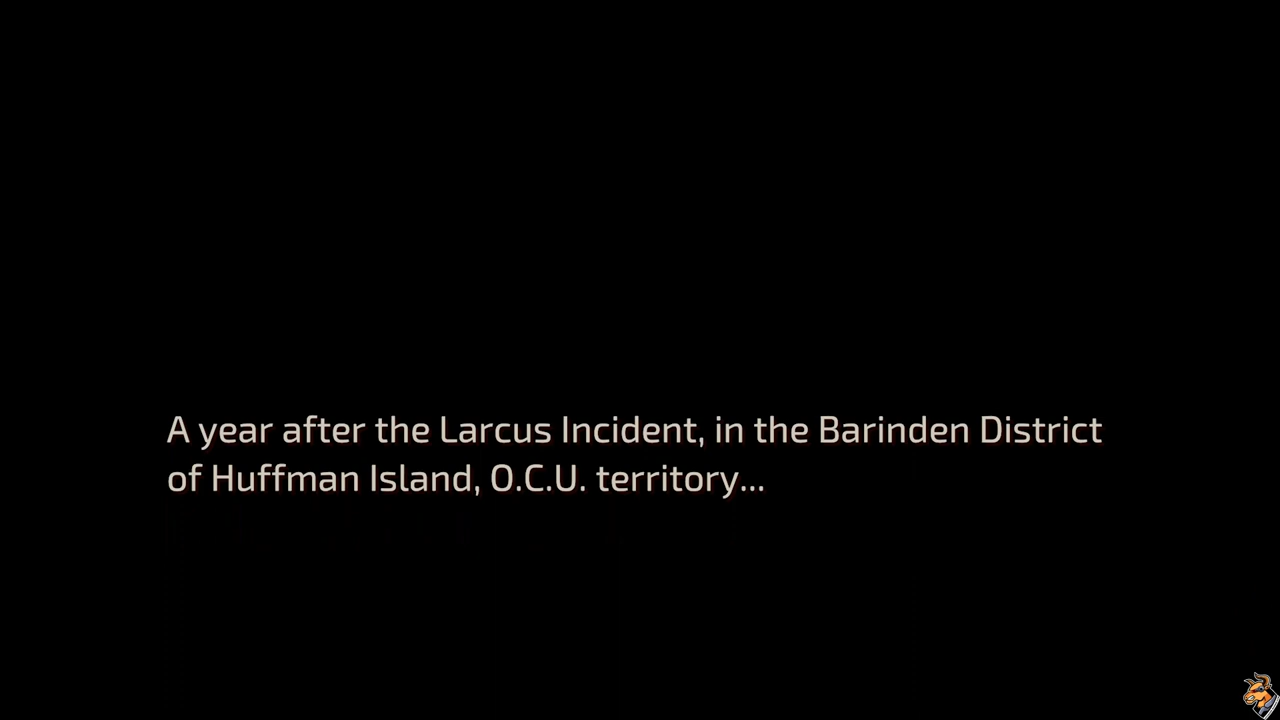 A year after the Larcus Incident, in the Barinden District
of Huffman Island, O.C.U. territory...